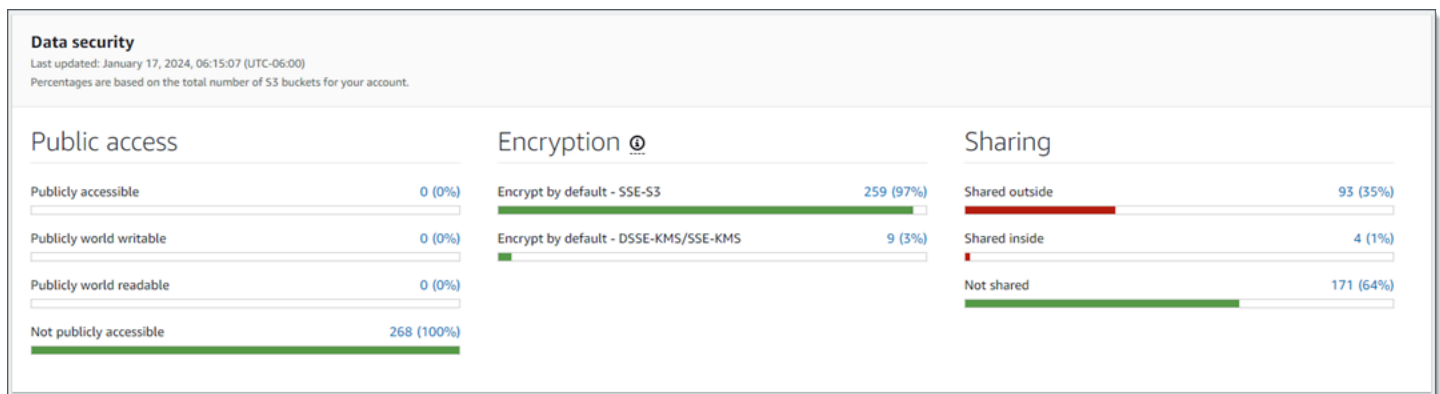 Data security
Last updated: January 17, 2024, 06:15:07 (UTC-06:00)
Percentages are based on the total number of S3 buckets for your account.
Public access
Publicly accessible 0 (0%)
Publicly world writable 0 (0%)
Publicly world readable 0 (0%)
Not publicly accessible 268 (100%)
Encryption
Encrypt by default - SSE-S3 259 (97%)
Encrypt by default - DSSE-KMS/SSE-KMS 9 (3%)
Sharing
Shared outside 93 (35%)
Shared inside 4 (1%)
Not shared 171 (64%)